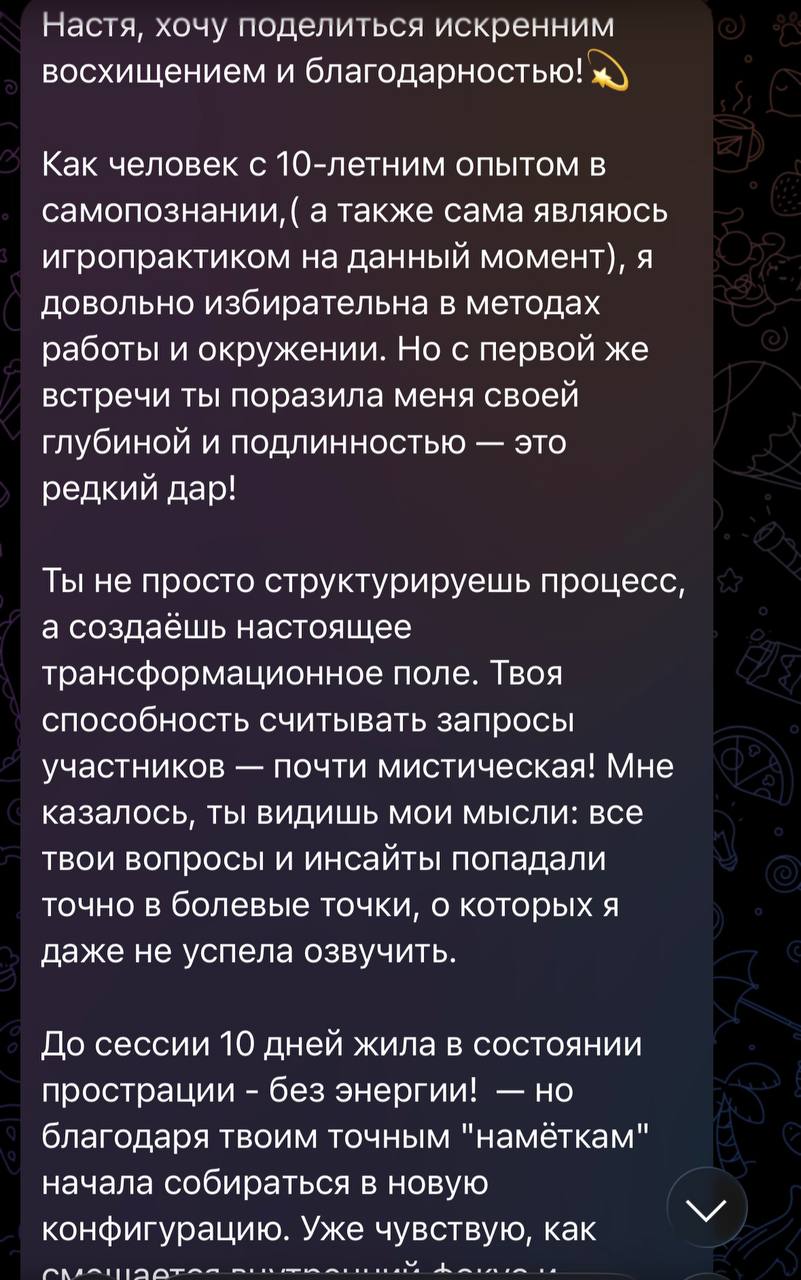 Настя, хочу поделиться искренним
восхищением и благодарностью!💫
Как человек с 10-летним опытом в
самопознании,( а также сама являюсь
игропрактиком на данный момент), я
довольно избирательна в методах
работы и окружении. Но с первой же
встречи ты поразила меня своей
глубиной и подлинностью — это
редкий дар!
Ты не просто структурируешь процесс,
а создаёшь настоящее
трансформационное поле. Твоя
способность считывать запросы
участников — почти мистическая! Мне
казалось, ты видишь мои мысли: все
твои вопросы и инсайты попадали
точно в болевые точки, о которых я
даже не успела озвучить.
До сессии 10 дней жила в состоянии
прострации - без энергии!  — но
благодаря твоим точным "намёткам"
начала собираться в новую
конфигурацию. Уже чувствую, как
смещается внутренний фокус и